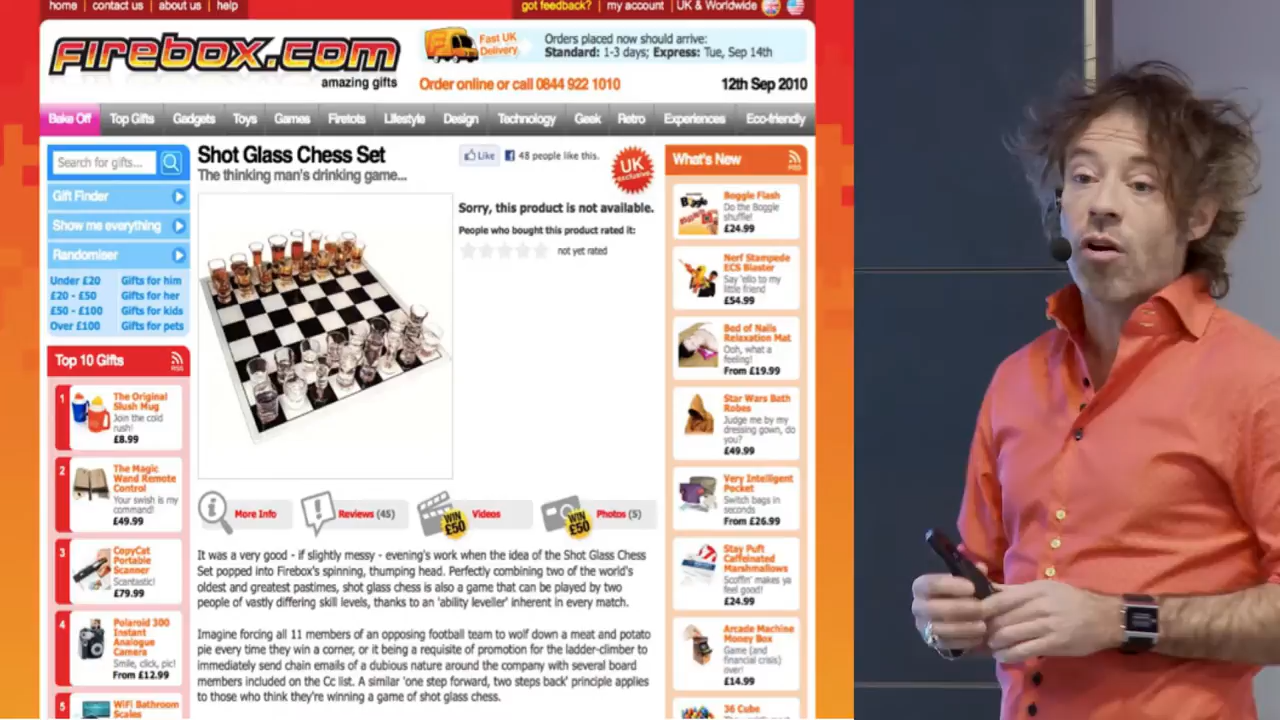 home | contact us | about us | help
got feedback? | my account | UK & Worldwide
firebox.com
amazing gifts
Fast UK
Delivery
Orders placed now should arrive:
Standard: 1-3 days; Express: Tue, Sep 14th
Order online or call 0844 922 1010
12th Sep 2010
Bake Off
Top Gifts
Gadgets
Toys
Games
Firetots
Lifestyle
Design
Technology
Geek
Retro
Experiences
Eco-friendly
Search for gifts...
Gift Finder
Show me everything
Randomiser
Under £20
Gifts for him
£20 - £50
Gifts for her
£50 - £100
Gifts for kids
Over £100
Gifts for pets
Top 10 Gifts
RSS
1
The Original
Slush Mug
Join the cold
rush!
£8.99
2
The Magic
Wand Remote
Control
Your swish is my
command!
£49.99
3
CopyCat
Portable
Scanner
Scantastic!
£79.99
4
Polaroid 300
Instant
Analogue
Camera
Smile, click, pic!
From £12.99
5
WiFi Bathroom
Scales
Shot Glass Chess Set
The thinking man's drinking game...
Like
48 people like this.
UK
exclusive
Sorry, this product is not available.
People who bought this product rated it:
not yet rated
More Info
Reviews (45)
WIN
£50
Videos
WIN
£50
Photos (5)
It was a very good - if slightly messy - evening's work when the idea of the Shot Glass Chess
Set popped into Firebox's spinning, thumping head. Perfectly combining two of the world's
oldest and greatest pastimes, shot glass chess is also a game that can be played by two
people of vastly differing skill levels, thanks to an 'ability leveller' inherent in every match.
Imagine forcing all 11 members of an opposing football team to wolf down a meat and potato
pie every time they win a corner, or it being a requisite of promotion for the ladder-climber to
immediately send chain emails of a dubious nature around the company with several board
members included on the Cc list. A similar 'one step forward, two steps back' principle applies
to those who think they're winning a game of shot glass chess.
What's New
RSS
Boggle Flash
Do the Boggle
shuffle!
£24.99
Nerf Stampede
ECS Blaster
Say 'ello to my
little friend
£54.99
Bed of Nails
Relaxation Mat
Ooh, what a
feeling!
From £19.99
Star Wars Bath
Robes
Judge me by my
dressing gown, do
you?
£49.99
Very Intelligent
Pocket
Switch bags in
seconds
From £26.99
Stay Puft
Caffeinated
Marshmallows
Scoffin' makes ya
feel good!
£24.99
Arcade Machine
Money Box
Game (and
financial crisis)
over!
£14.99
36 Cube